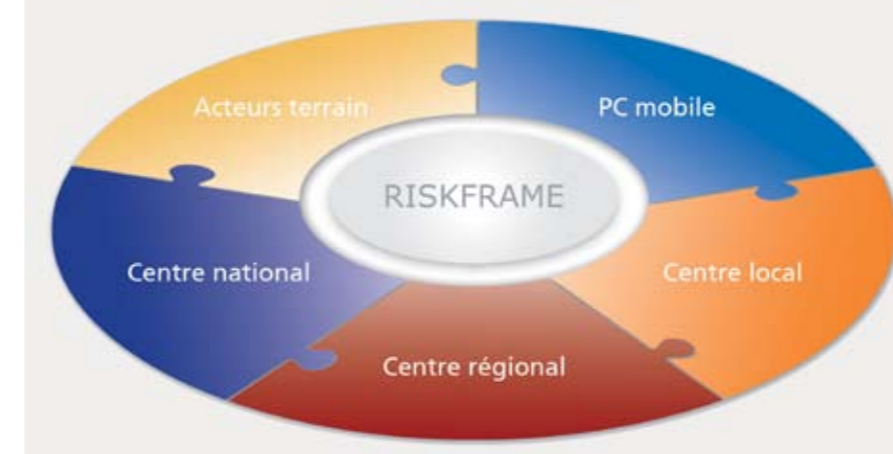 Acteurs terrain
PC mobile
RISKFRAME
Centre national
Centre local
Centre régional